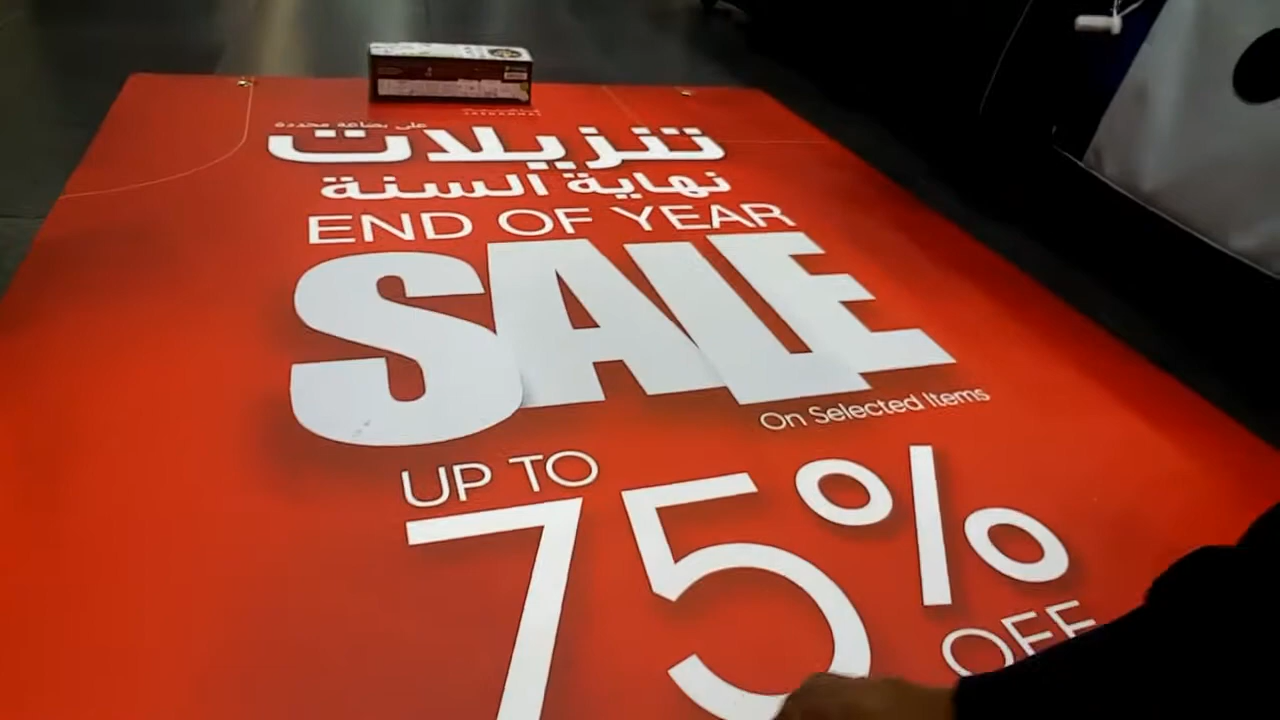 تنزيلات
على بضاعة محددة
نهاية السنة
END OF YEAR
SALE
On Selected Items
UP TO
75%
OFF